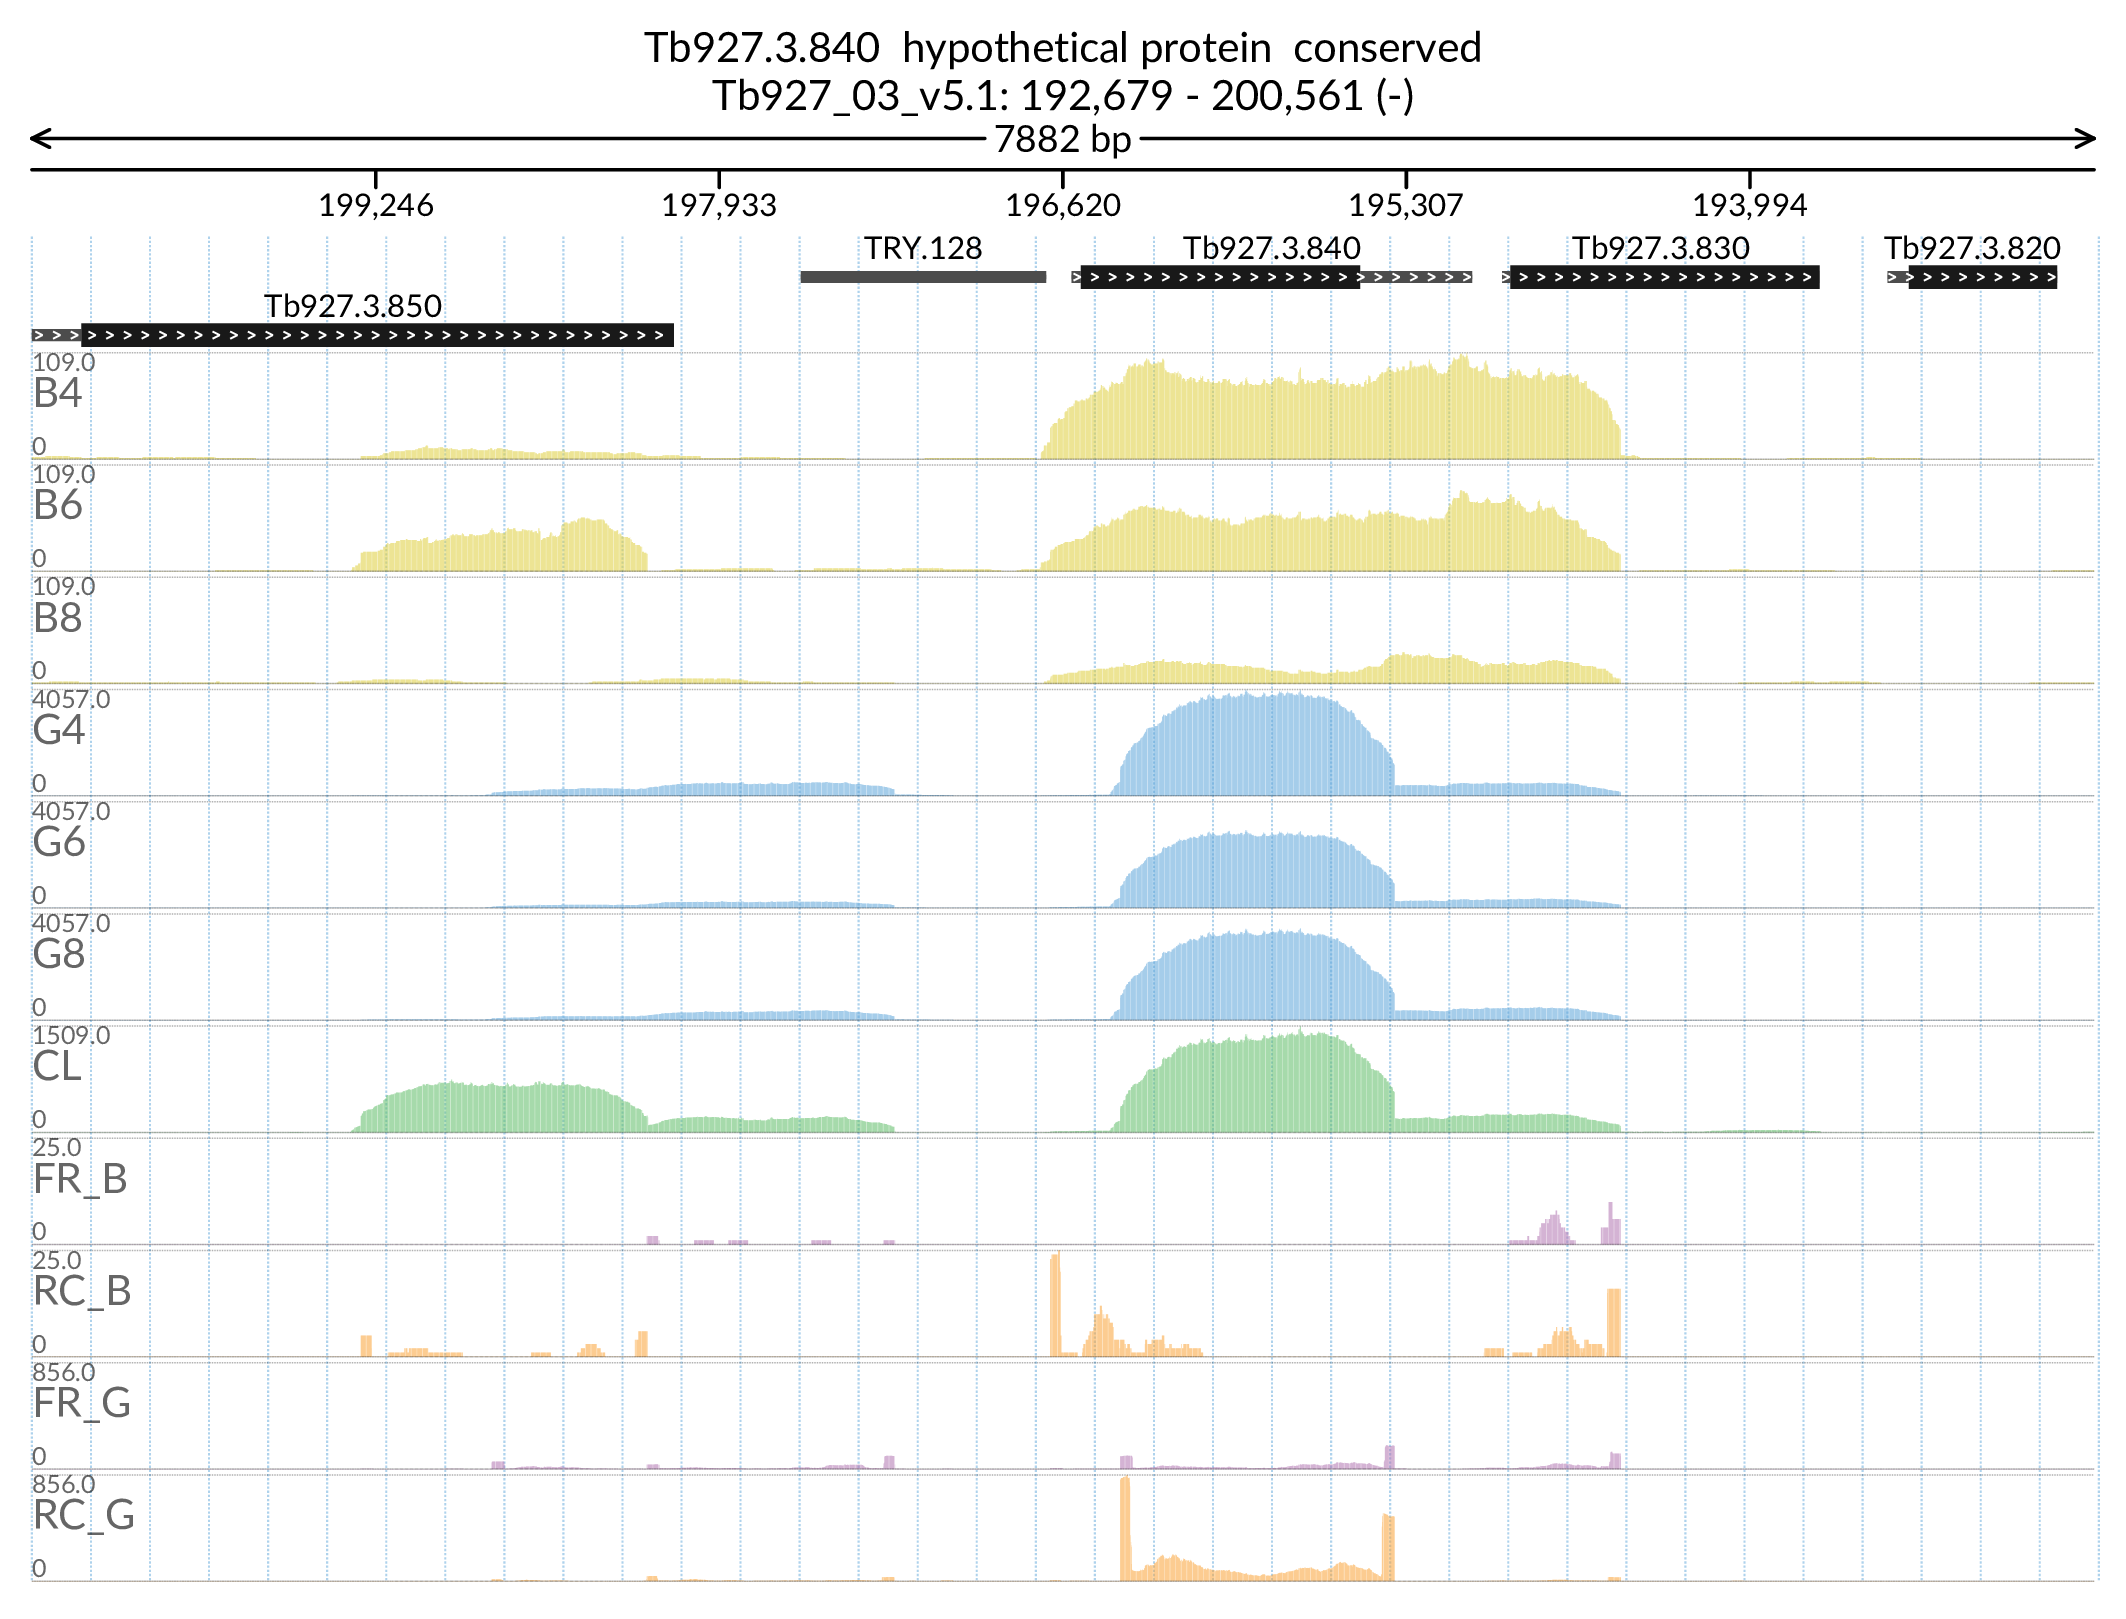 Tb927.3.840 hypothetical protein conserved
Tb927_03_v5.1: 192,679 - 200,561 (-)
7882 bp
199,246 197,933 196,620 195,307 193,994
TRY.128 Tb927.3.840 Tb927.3.830 Tb927.3.820
Tb927.3.850
109.0
B4
0
109.0
B6
0
109.0
B8
0
4057.0
G4
0
4057.0
G6
0
4057.0
G8
0
1509.0
CL
0
25.0
FR_B
0
25.0
RC_B
0
856.0
FR_G
0
856.0
RC_G
0